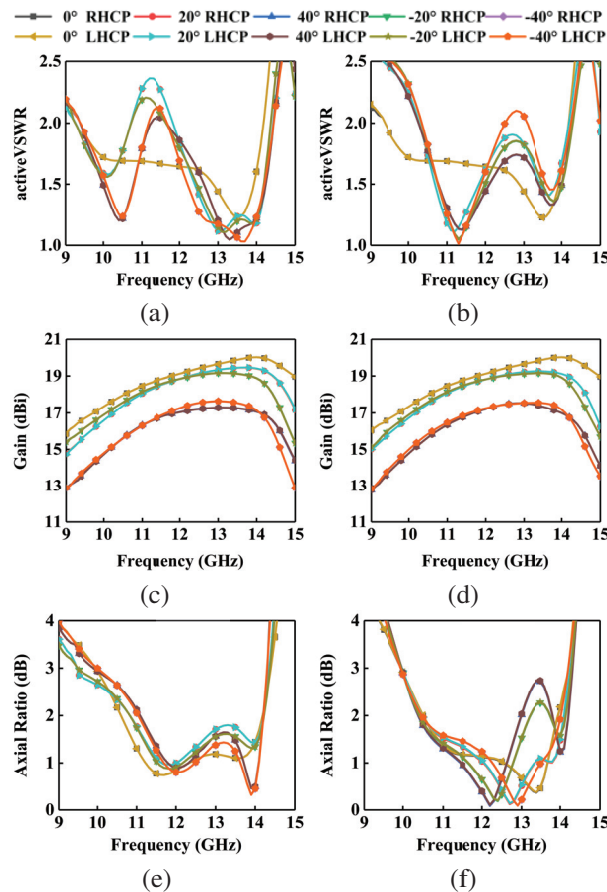 0° RHCP 20° RHCP 40° RHCP -20° RHCP -40° RHCP
0° LHCP 20° LHCP 40° LHCP -20° LHCP -40° LHCP
activeVSWR
2.5
2.0
1.5
1.0
9 10 11 12 13 14 15
Frequency (GHz)
(a)
activeVSWR
2.5
2.0
1.5
1.0
9 10 11 12 13 14 15
Frequency (GHz)
(b)
Gain (dBi)
21
19
17
15
13
11
9 10 11 12 13 14 15
Frequency (GHz)
(c)
Gain (dBi)
21
19
17
15
13
11
9 10 11 12 13 14 15
Frequency (GHz)
(d)
Axial Ratio (dB)
4
3
2
1
0
9 10 11 12 13 14 15
Frequency (GHz)
(e)
Axial Ratio (dB)
4
3
2
1
0
9 10 11 12 13 14 15
Frequency (GHz)
(f)